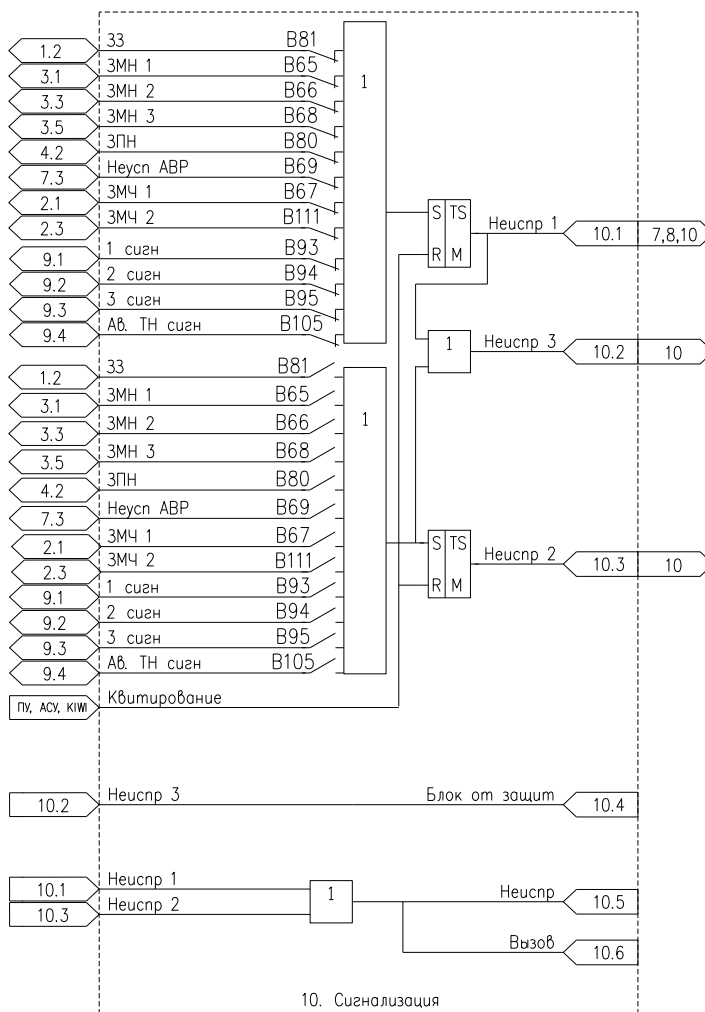 1.2 ЗЗ B81
3.1 ЗМН 1 B65
3.3 ЗМН 2 B66
3.5 ЗМН 3 B68
4.2 ЗПН B80
7.3 Неусп АВР B69
2.1 ЗМЧ 1 B67
2.3 ЗМЧ 2 B111
9.1 1 сигн B93
9.2 2 сигн B94
9.3 3 сигн B95
9.4 Ав. ТН сигн B105
1
S TS
R M
Неиспр 1 10.1 7,8,10
1
Неиспр 3 10.2 10
1.2 ЗЗ B81
3.1 ЗМН 1 B65
3.3 ЗМН 2 B66
3.5 ЗМН 3 B68
4.2 ЗПН B80
7.3 Неусп АВР B69
2.1 ЗМЧ 1 B67
2.3 ЗМЧ 2 B111
9.1 1 сигн B93
9.2 2 сигн B94
9.3 3 сигн B95
9.4 Ав. ТН сигн B105
1
S TS
R M
Неиспр 2 10.3 10
ПУ, АСУ, KIWI Квитирование
10.2 Неиспр 3 Блок от защит 10.4
10.1 Неиспр 1
10.3 Неиспр 2
1
Неиспр 10.5
Вызов 10.6
10. Сигнализация